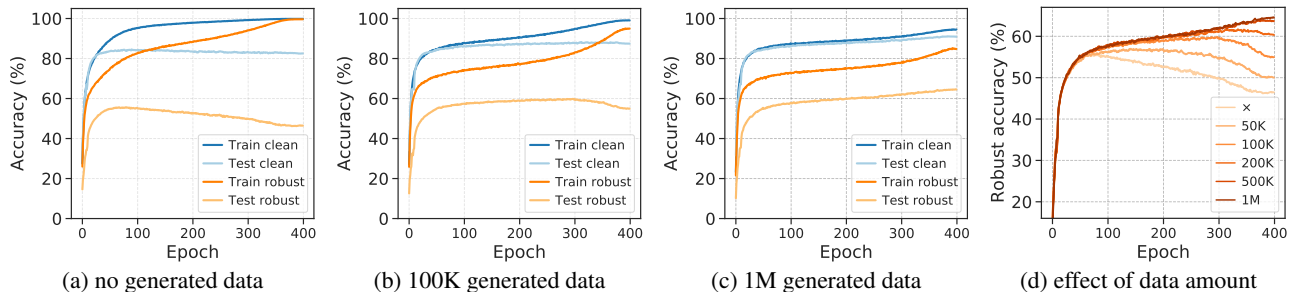 Accuracy (%)
100
80
60
40
20
0
0 100 200 300 400
Epoch
Train clean
Test clean
Train robust
Test robust
(a) no generated data
Accuracy (%)
100
80
60
40
20
0
0 100 200 300 400
Epoch
Train clean
Test clean
Train robust
Test robust
(b) 100K generated data
Accuracy (%)
100
80
60
40
20
0
0 100 200 300 400
Epoch
Train clean
Test clean
Train robust
Test robust
(c) 1M generated data
Robust accuracy (%)
60
50
40
30
20
0 100 200 300 400
Epoch
×
50K
100K
200K
500K
1M
(d) effect of data amount